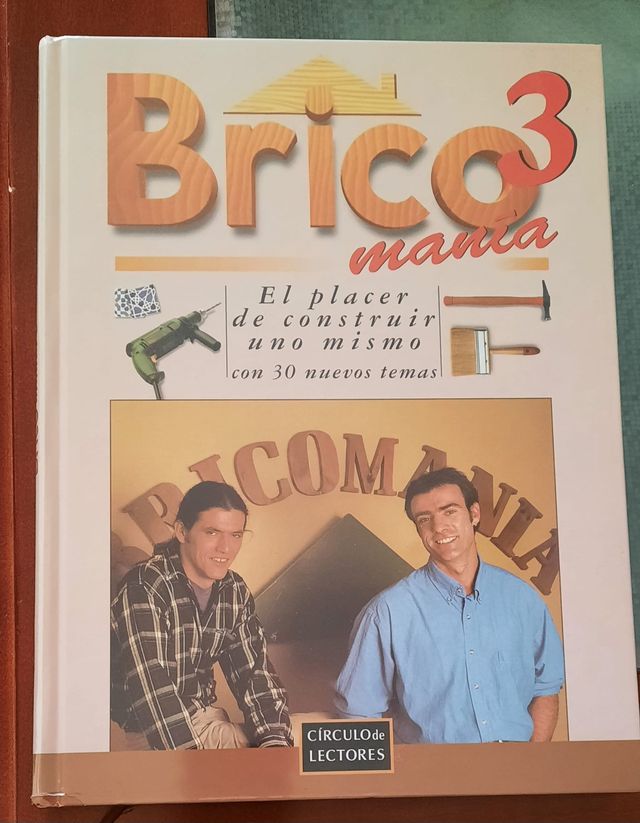 Brico 3
manía
El placer
de construir
uno mismo
con 30 nuevos temas
BRICOMANIA
CÍRCULO de
LECTORES